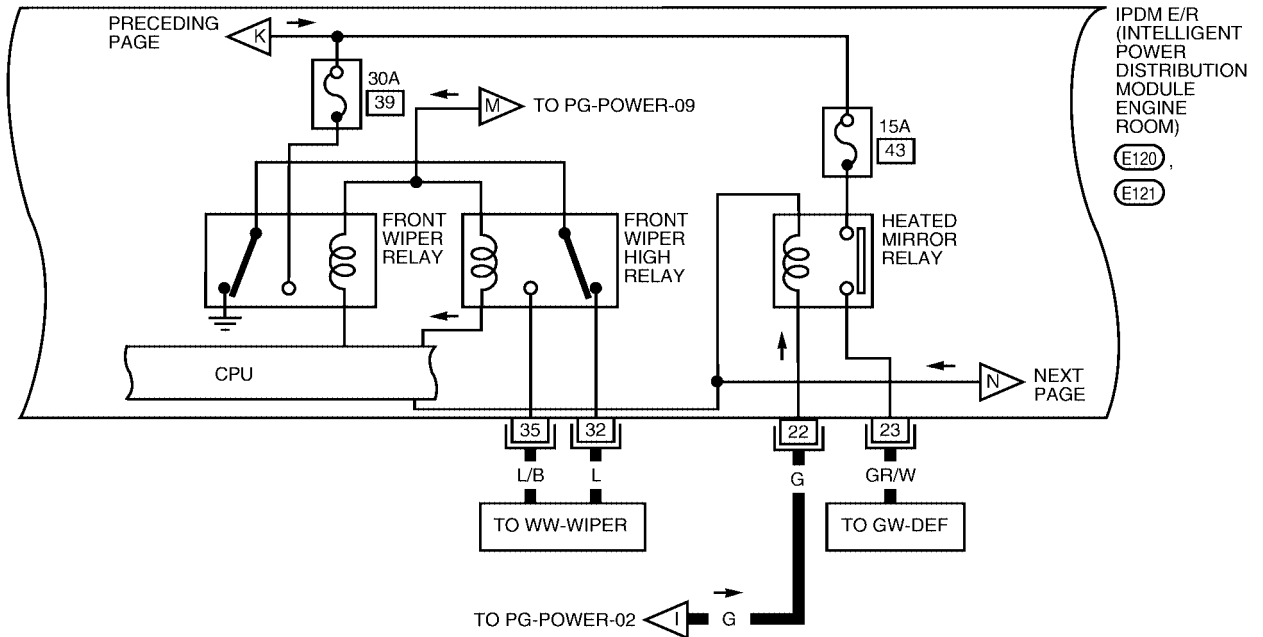 PRECEDING
PAGE
K
30A
39
M
TO PG-POWER-09
15A
43
IPDM E/R
(INTELLIGENT
POWER
DISTRIBUTION
MODULE
ENGINE
ROOM)
E120 ,
E121
FRONT
WIPER
RELAY
FRONT
WIPER
HIGH
RELAY
HEATED
MIRROR
RELAY
CPU
N
NEXT
PAGE
35
32
22
23
L/B
L
G
GR/W
TO WW-WIPER
TO GW-DEF
TO PG-POWER-02
I
G